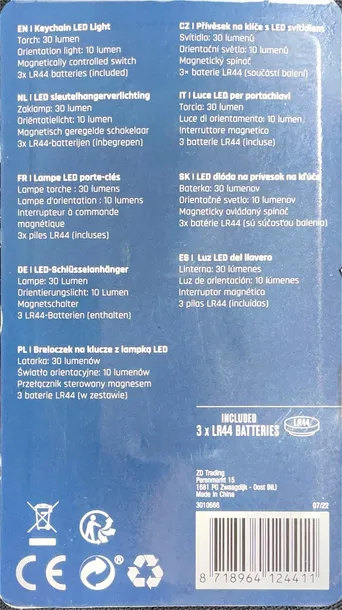 EN | Keychain LED Light
Torch: 30 lumen
Orientation light: 10 lumen
Magnetically controlled switch
3x LR44 batteries (included)
NL | LED sleutelhangerverlichting
Zaklamp: 30 lumen
Oriëntatielicht: 10 lumen
Magnetisch geregelde schakelaar
3x LR44-batterijen (inbegrepen)
FR | Lampe LED porte-clés
Lampe torche : 30 lumens
Lampe d'orientation : 10 lumens
Interrupteur à commande
magnétique
3x piles LR44 (incluses)
DE | LED-Schlüsselanhänger
Lampe: 30 Lumen
Orientierungslicht: 10 Lumen
Magnetschalter
3 LR44-Batterien (enthalten)
PL | Breloczek na klucze z lampką LED
Latarka: 30 lumenów
Światło orientacyjne: 10 lumenów
Przełącznik sterowany magnesem
3 baterie LR44 (w zestawie)
CZ | Přívěsek na klíče s LED svítidlem
Svítidlo: 30 lumenů
Orientační světlo: 10 lumenů
Magnetický spínač
3× baterie LR44 (součástí balení)
IT | Luce LED per portachiavi
Torcia: 30 lumen
Luce di orientamento: 10 lumen
Interruttore magnetico
3 batterie LR44 (incluse)
SK | LED dióda na prívesok na kľúče
Baterka: 30 lumenov
Orientačné svetlo: 10 lumenov
Magneticky ovládaný spínač
3x batérie LR44 (sú súčasťou balenia)
ES | Luz LED del llavero
Linterna: 30 lúmenes
Luz de orientación: 10 lúmenes
Interruptor magnético
3 pilas LR44 (incluidas)
INCLUDED
3 x LR44 BATTERIES
LR44
ZD Trading
Perenmarkt 15
1681 PG Zwaagdijk - Oost (NL)
Made in China
3010666 07/22
CE
8 718964 124411